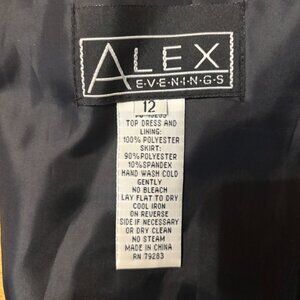 ALEX
E·V·E·N·I·N·G·S
12
TOP DRESS AND
LINING:
100% POLYESTER
SKIRT:
90% POLYESTER
10% SPANDEX
HAND WASH COLD
GENTLY
NO BLEACH
LAY FLAT TO DRY
COOL IRON
ON REVERSE
SIDE IF NECESSARY
OR DRY CLEAN
NO STEAM
MADE IN CHINA
RN 79283